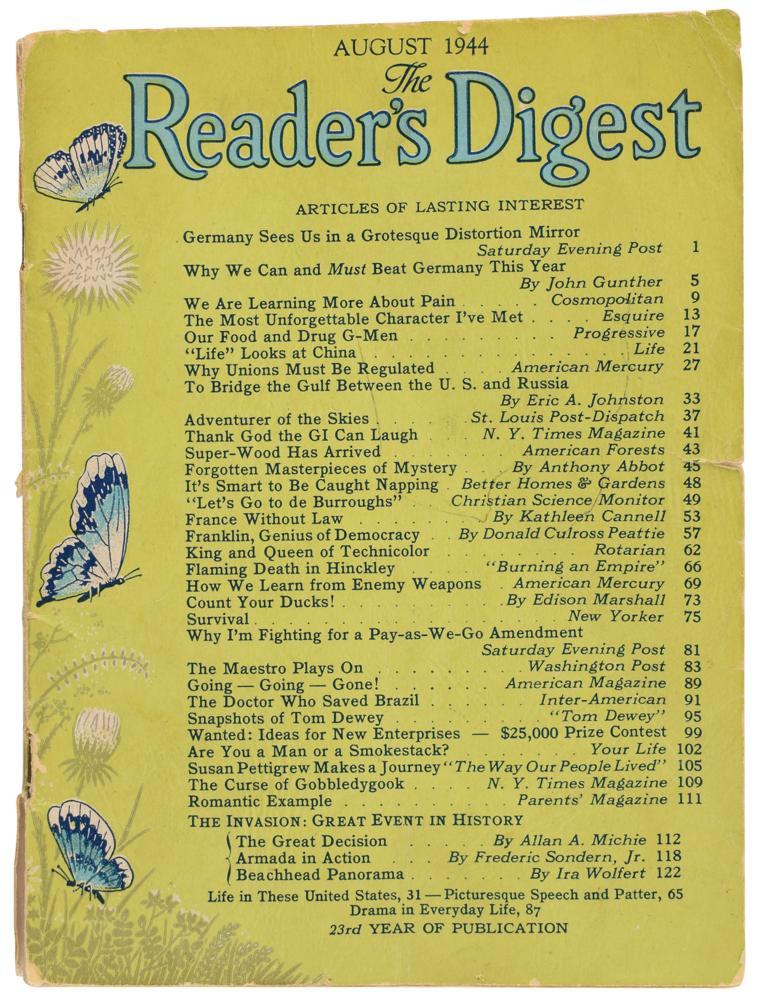 AUGUST 1944
The
Reader's Digest
ARTICLES OF LASTING INTEREST
Germany Sees Us in a Grotesque Distortion Mirror
Saturday Evening Post 1
Why We Can and Must Beat Germany This Year
By John Gunther 5
We Are Learning More About Pain . . . . . Cosmopolitan 9
The Most Unforgettable Character I've Met . . . . Esquire 13
Our Food and Drug G-Men . . . . . . . Progressive 17
"Life" Looks at China . . . . . . . . . . . . . . Life 21
Why Unions Must Be Regulated . . . . American Mercury 27
To Bridge the Gulf Between the U. S. and Russia
By Eric A. Johnston 33
Adventurer of the Skies . . . . . St. Louis Post-Dispatch 37
Thank God the GI Can Laugh . . . N. Y. Times Magazine 41
Super-Wood Has Arrived . . . . . . American Forests 43
Forgotten Masterpieces of Mystery . . . By Anthony Abbot 45
It's Smart to Be Caught Napping . Better Homes & Gardens 48
"Let's Go to de Burroughs" . . Christian Science Monitor 49
France Without Law . . . . . . . By Kathleen Cannell 53
Franklin, Genius of Democracy . . By Donald Culross Peattie 57
King and Queen of Technicolor . . . . . . . Rotarian 62
Flaming Death in Hinckley . . . . . "Burning an Empire" 66
How We Learn from Enemy Weapons . American Mercury 69
Count Your Ducks! . . . . . . . . By Edison Marshall 73
Survival . . . . . . . . . . . . . . . New Yorker 75
Why I'm Fighting for a Pay-as-We-Go Amendment
Saturday Evening Post 81
The Maestro Plays On . . . . . . . . Washington Post 83
Going — Going — Gone! . . . . . . American Magazine 89
The Doctor Who Saved Brazil . . . . . Inter-American 91
Snapshots of Tom Dewey . . . . . . . "Tom Dewey" 95
Wanted: Ideas for New Enterprises — $25,000 Prize Contest 99
Are You a Man or a Smokestack? . . . . . . Your Life 102
Susan Pettigrew Makes a Journey "The Way Our People Lived" 105
The Curse of Gobbledygook . . . . N. Y. Times Magazine 109
Romantic Example . . . . . . . . . Parents' Magazine 111
THE INVASION: GREAT EVENT IN HISTORY
The Great Decision . . . . . By Allan A. Michie 112
Armada in Action . . . By Frederic Sondern, Jr. 118
Beachhead Panorama . . . . . . By Ira Wolfert 122
Life in These United States, 31 — Picturesque Speech and Patter, 65
Drama in Everyday Life, 87
23rd YEAR OF PUBLICATION